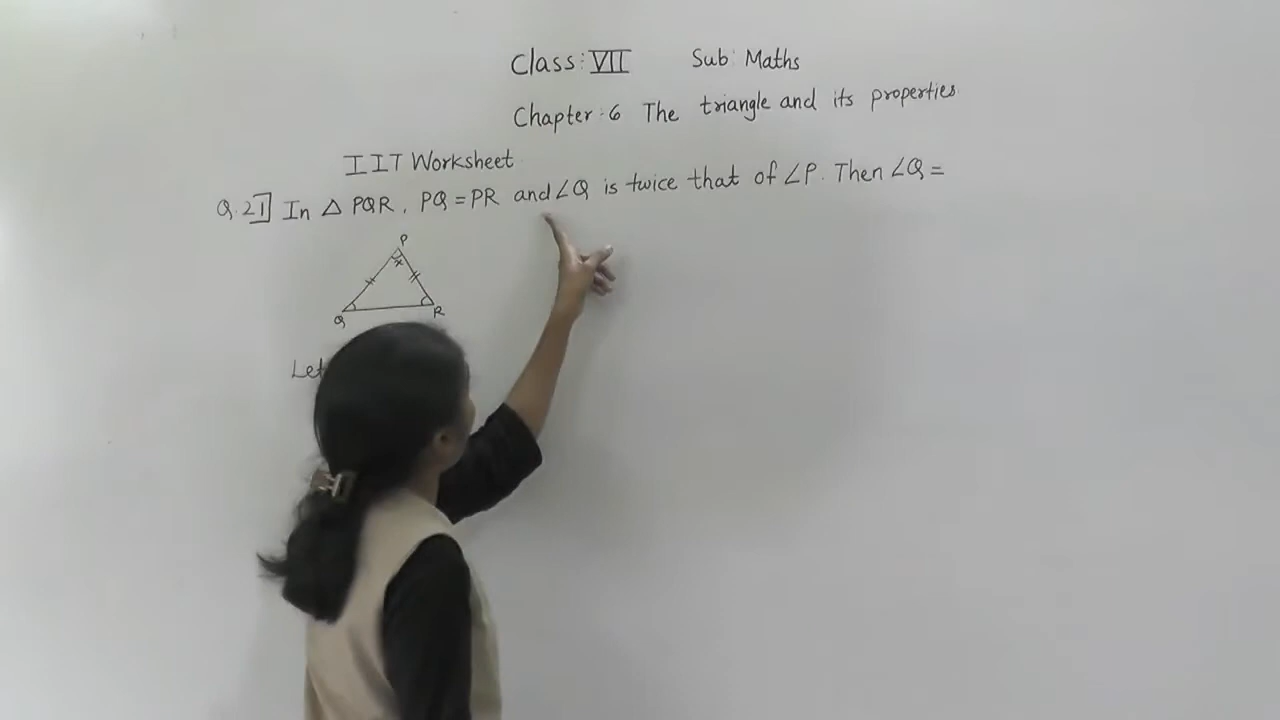 Class: VII Sub: Maths
Chapter: 6 The triangle and its properties
IIT Worksheet
Q.21] In △ PQR, PQ = PR and ∠Q is twice that of ∠P. Then ∠Q =
P
x
Q R
Let